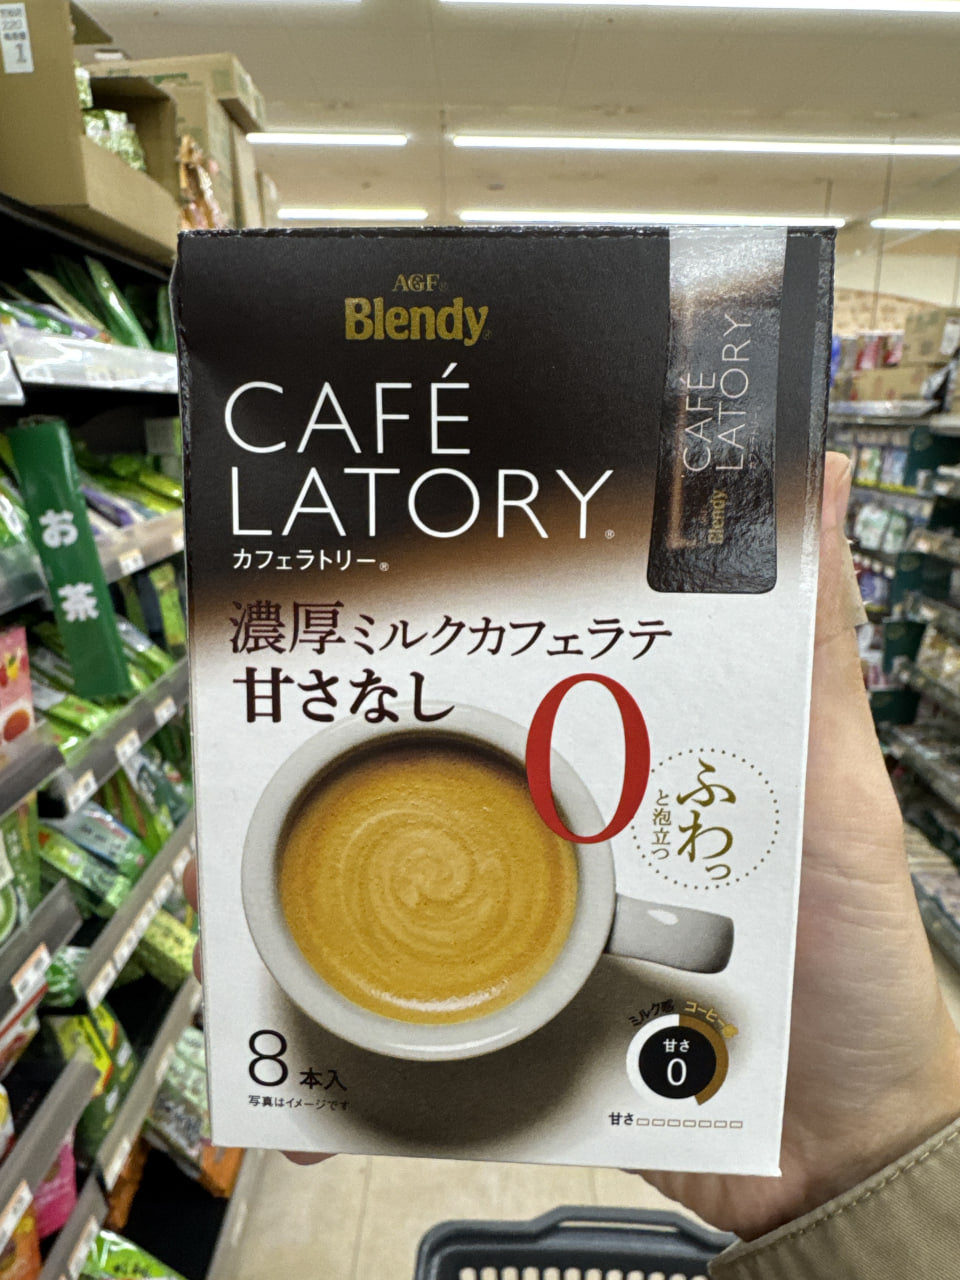 AGF®
Blendy®
CAFÉ
LATORY®
カフェラトリー®
濃厚ミルクカフェラテ
甘さなし
0
ふわっ
と泡立つ
8本入
写真はイメージです
ミルク感
コーヒー感
甘さ
0
甘さ
Blendy
CAFÉ
LATORY
お茶